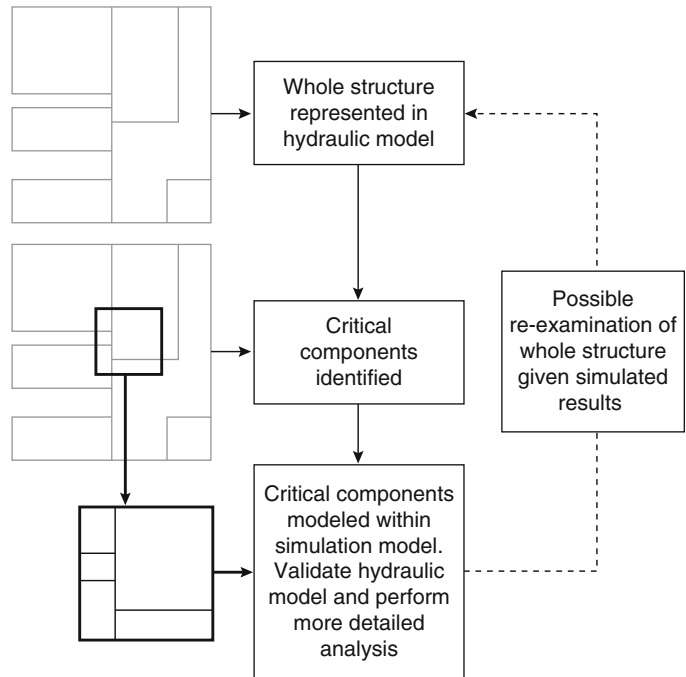 Whole structure
represented in
hydraulic model
Critical
components
identified
Possible
re-examination of
whole structure
given simulated
results
Critical components
modeled within
simulation model.
Validate hydraulic
model and perform
more detailed
analysis